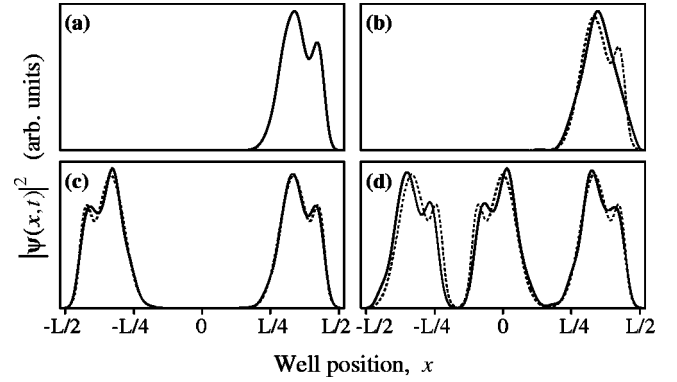 (a) (b)
(c) (d)
|ψ(x,t)|² (arb. units)
-L/2 -L/4 0 L/4 L/2 -L/2 -L/4 0 L/4 L/2
Well position, x